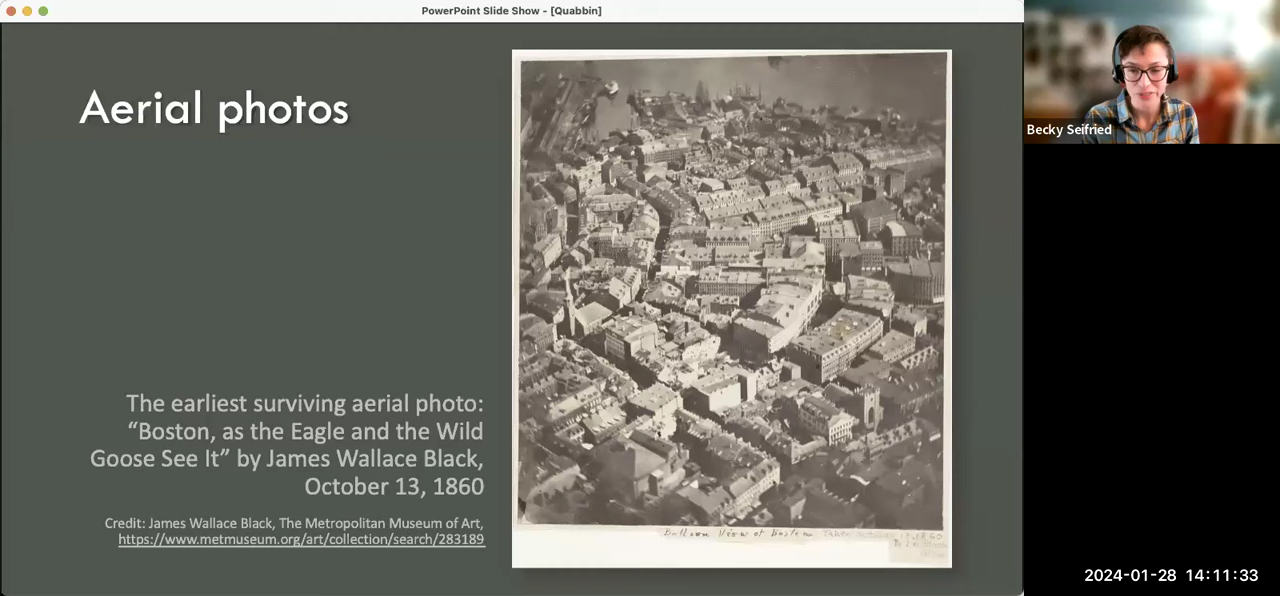 PowerPoint Slide Show - [Quabbin]
Aerial photos
The earliest surviving aerial photo:
“Boston, as the Eagle and the Wild
Goose See It” by James Wallace Black,
October 13, 1860
Credit: James Wallace Black, The Metropolitan Museum of Art,
https://www.metmuseum.org/art/collection/search/283189
Balloon View of Boston Taken
Becky Seifried
2024-01-28 14:11:33